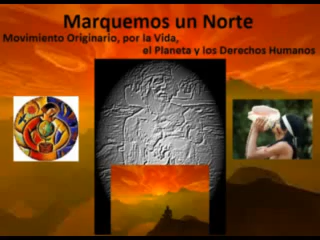 Marquemos un Norte
Movimiento Originario, por la Vida,
el Planeta y los Derechos Humanos